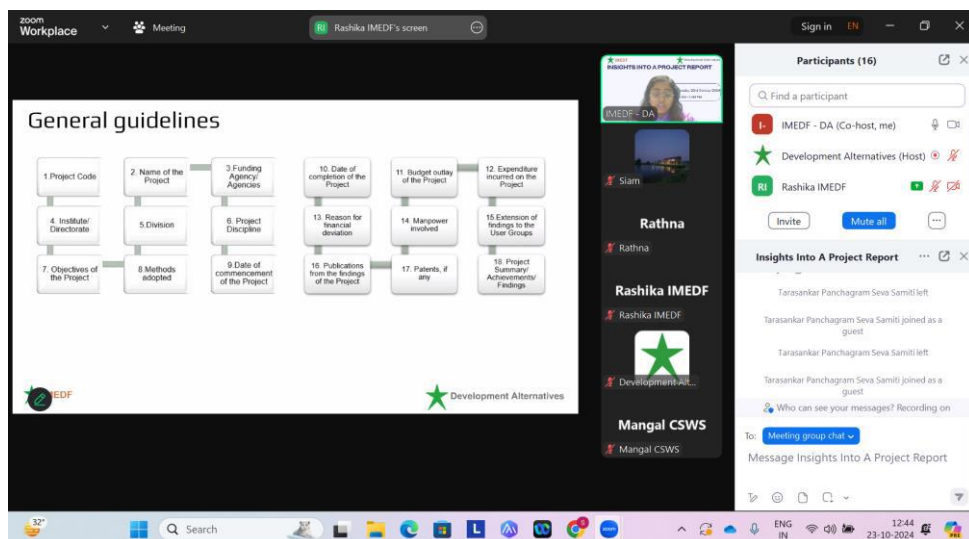 zoom
Workplace
Meeting
RI Rashika IMEDF's screen
Sign in EN
General guidelines
1.Project Code
2. Name of the
Project
3.Funding
Agency/
Agencies
4. Institute/
Directorate
5.Division
6. Project
Discipline
7. Objectives of
the Project
8.Methods
adopted
9.Date of
commencement
of the Project
10. Date of
completion of the
Project
11. Budget outlay
of the Project
12. Expenditure
incurred on the
Project
13. Reason for
financial
deviation
14. Manpower
involved
15.Extension of
findings to the
User Groups
16. Publications
from the findings
of the Project
17. Patents, if
any
18. Project
Summary/
Achievements/
Findings
EDF
Development Alternatives
INSIGHTS INTO A PROJECT REPORT
IMEDF - DA
Siam
Rathna
Rathna
Rashika IMEDF
Rashika IMEDF
Development Alt...
Mangal CSWS
Mangal CSWS
Participants (16)
Find a participant
I- IMEDF - DA (Co-host, me)
Development Alternatives (Host)
RI Rashika IMEDF
Invite Mute all
Insights Into A Project Report
Tarasankar Panchagram Seva Samiti left
Tarasankar Panchagram Seva Samiti joined as a
guest
Tarasankar Panchagram Seva Samiti left
Tarasankar Panchagram Seva Samiti joined as a
guest
Who can see your messages? Recording on
To: Meeting group chat
Message Insights Into A Project Report
32°
Search
ENG
IN
12:44
23-10-2024